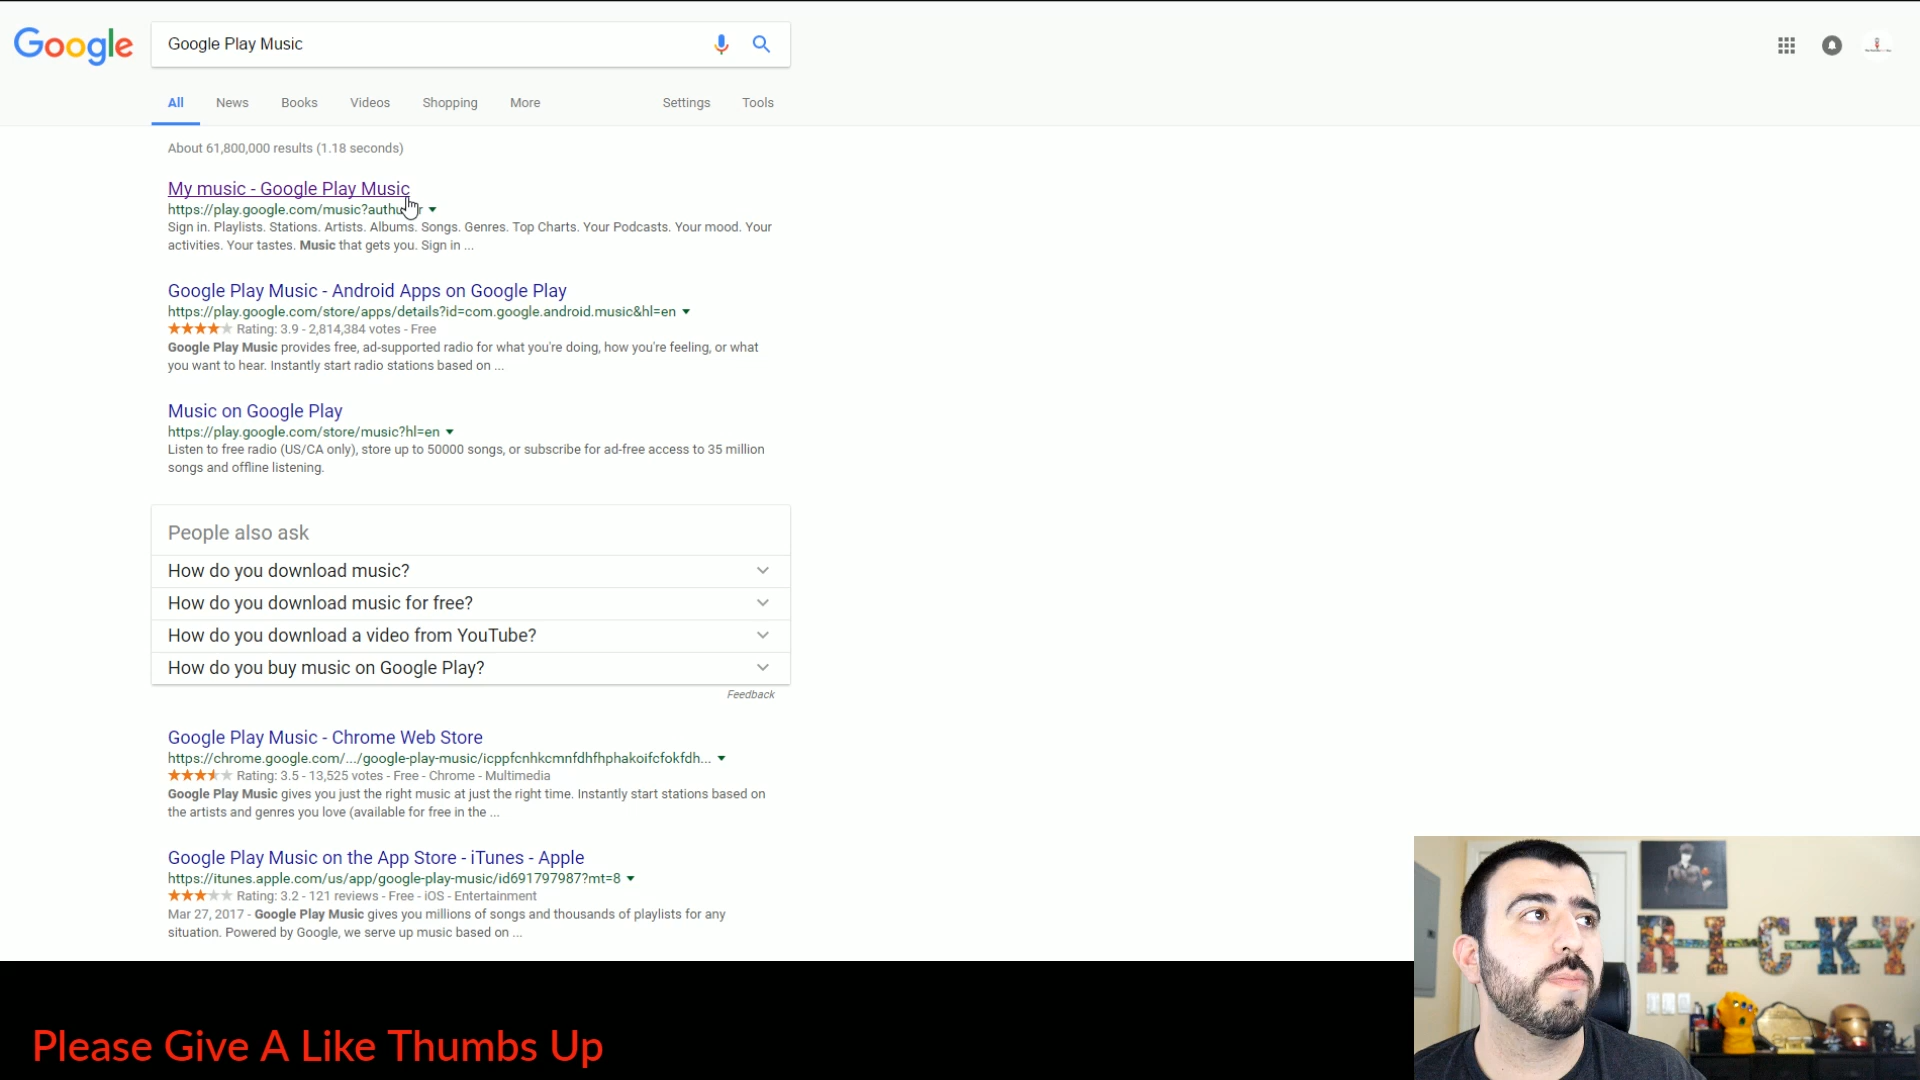 Google
Google Play Music
All News Books Videos Shopping More Settings Tools
About 61,800,000 results (1.18 seconds)
My music - Google Play Music
https://play.google.com/music?authu
Sign in. Playlists. Stations. Artists. Albums. Songs. Genres. Top Charts. Your Podcasts. Your mood. Your
activities. Your tastes. Music that gets you. Sign in ...
Google Play Music - Android Apps on Google Play
https://play.google.com/store/apps/details?id=com.google.android.music&hl=en
Rating: 3.9 - 2,814,384 votes - Free
Google Play Music provides free, ad-supported radio for what you're doing, how you're feeling, or what
you want to hear. Instantly start radio stations based on ...
Music on Google Play
https://play.google.com/store/music?hl=en
Listen to free radio (US/CA only), store up to 50000 songs, or subscribe for ad-free access to 35 million
songs and offline listening.
People also ask
How do you download music?
How do you download music for free?
How do you download a video from YouTube?
How do you buy music on Google Play?
Feedback
Google Play Music - Chrome Web Store
https://chrome.google.com/.../google-play-music/icppfcnhkcmnfdhfhphakoifcfokfdh...
Rating: 3.5 - 13,525 votes - Free - Chrome - Multimedia
Google Play Music gives you just the right music at just the right time. Instantly start stations based on
the artists and genres you love (available for free in the ...
Google Play Music on the App Store - iTunes - Apple
https://itunes.apple.com/us/app/google-play-music/id691797987?mt=8
Rating: 3.2 - 121 reviews - Free - iOS - Entertainment
Mar 27, 2017 - Google Play Music gives you millions of songs and thousands of playlists for any
situation. Powered by Google, we serve up music based on ...
RICKY
Please Give A Like Thumbs Up